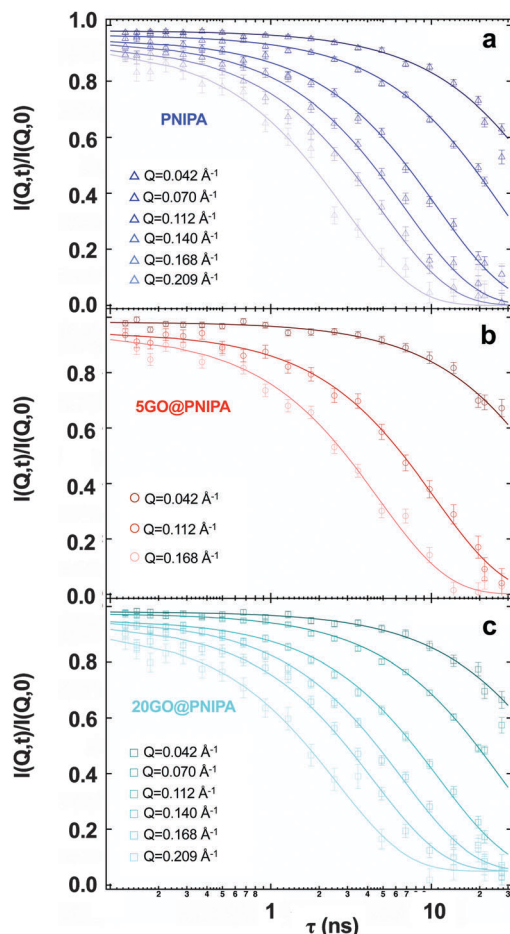 a
I(Q,t)/I(Q,0)
1.0
0.8
0.6
0.4
0.2
0.0
PNIPA
Q=0.042 Å-1
Q=0.070 Å-1
Q=0.112 Å-1
Q=0.140 Å-1
Q=0.168 Å-1
Q=0.209 Å-1
b
I(Q,t)/I(Q,0)
0.8
0.6
0.4
0.2
0.0
5GO@PNIPA
Q=0.042 Å-1
Q=0.112 Å-1
Q=0.168 Å-1
c
I(Q,t)/I(Q,0)
0.8
0.6
0.4
0.2
0.0
20GO@PNIPA
Q=0.042 Å-1
Q=0.070 Å-1
Q=0.112 Å-1
Q=0.140 Å-1
Q=0.168 Å-1
Q=0.209 Å-1
2 3 4 5 6 7 8 1 2 3 4 5 6 7 8 10 2 3
τ (ns)